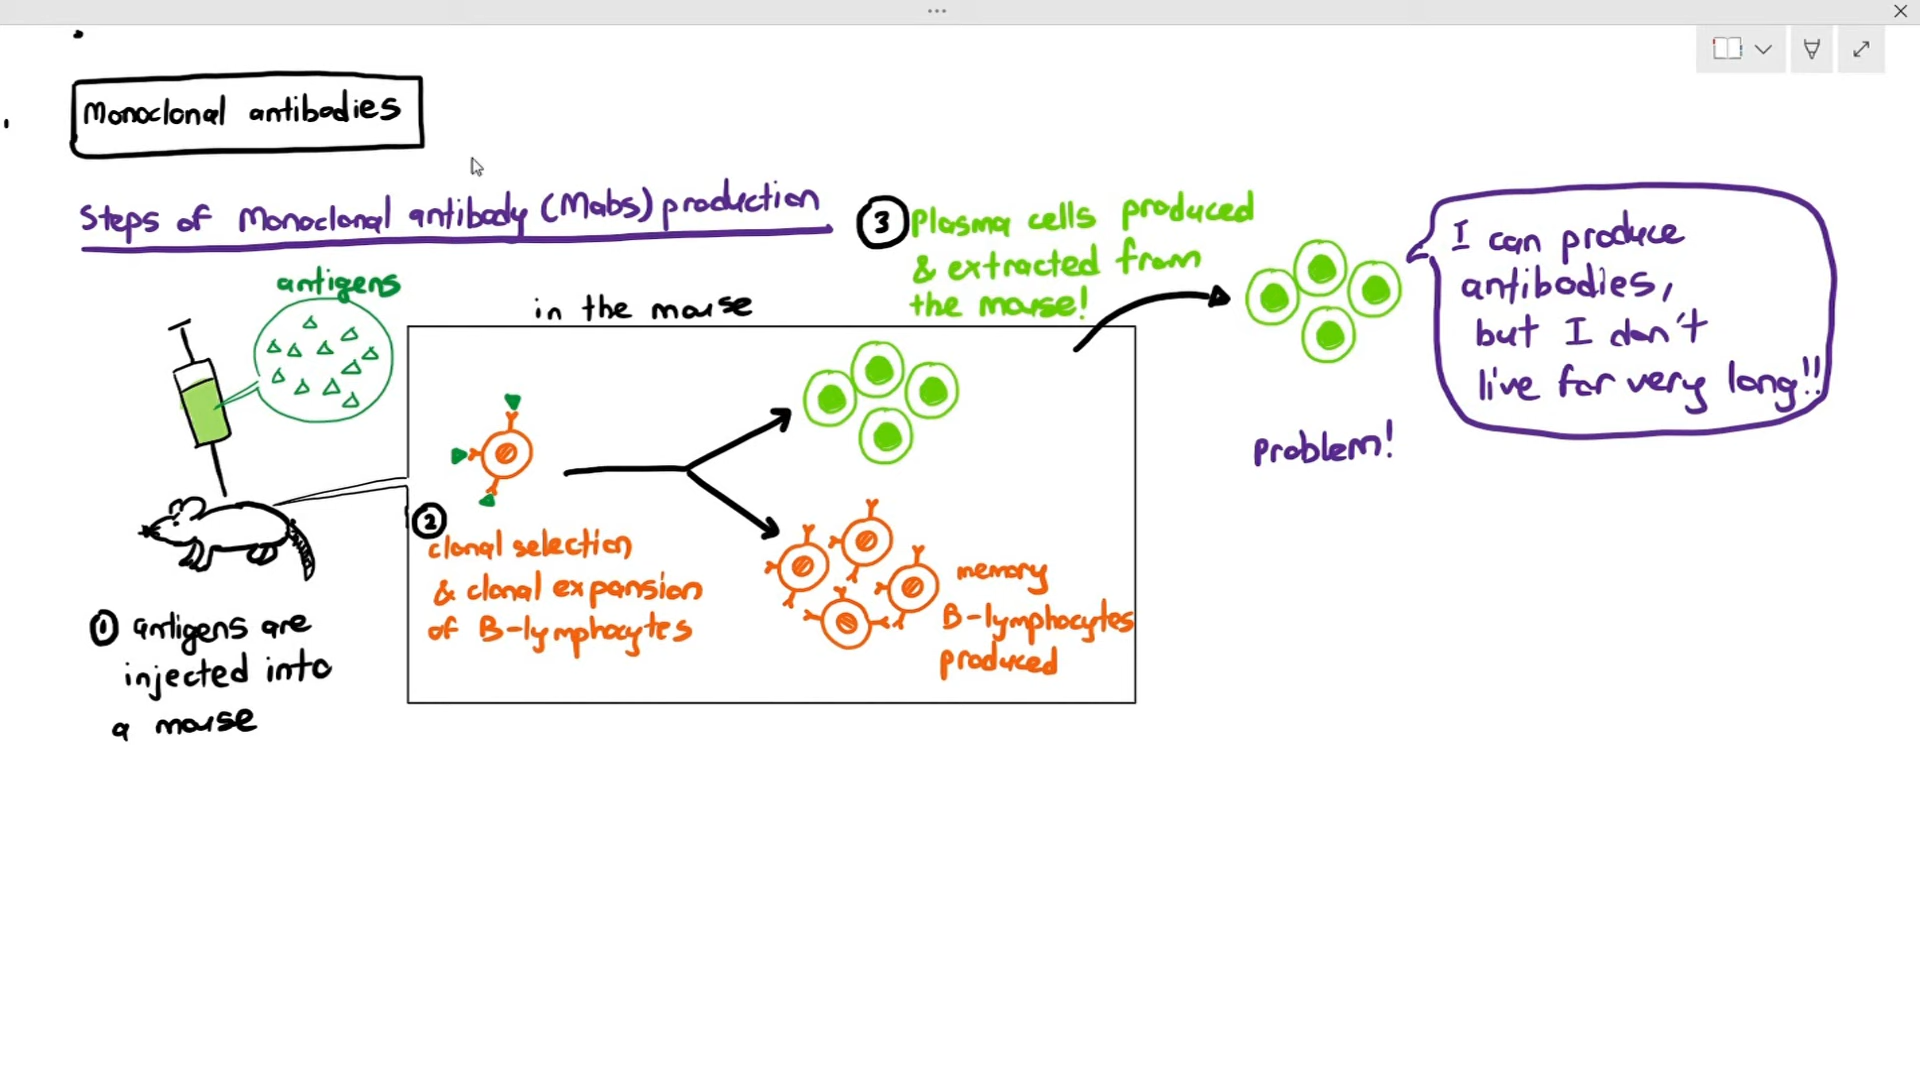 Monoclonal antibodies
Steps of Monoclonal antibody (Mabs) production
antigens
① antigens are
injected into
a mouse
in the mouse
② clonal selection
& clonal expansion
of B-lymphocytes
memory
B-lymphocytes
produced
③ Plasma cells produced
& extracted from
the mouse!
I can produce
antibodies,
but I don't
live for very long!!
problem!